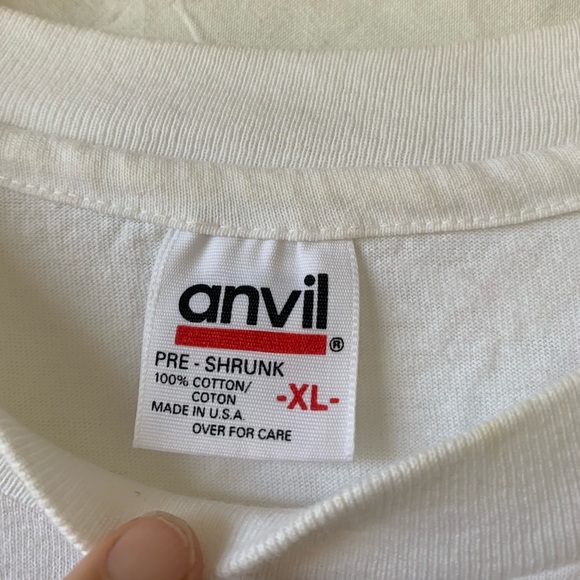 anvil®
PRE - SHRUNK
100% COTTON/
COTON
-XL-
MADE IN U.S.A.
OVER FOR CARE